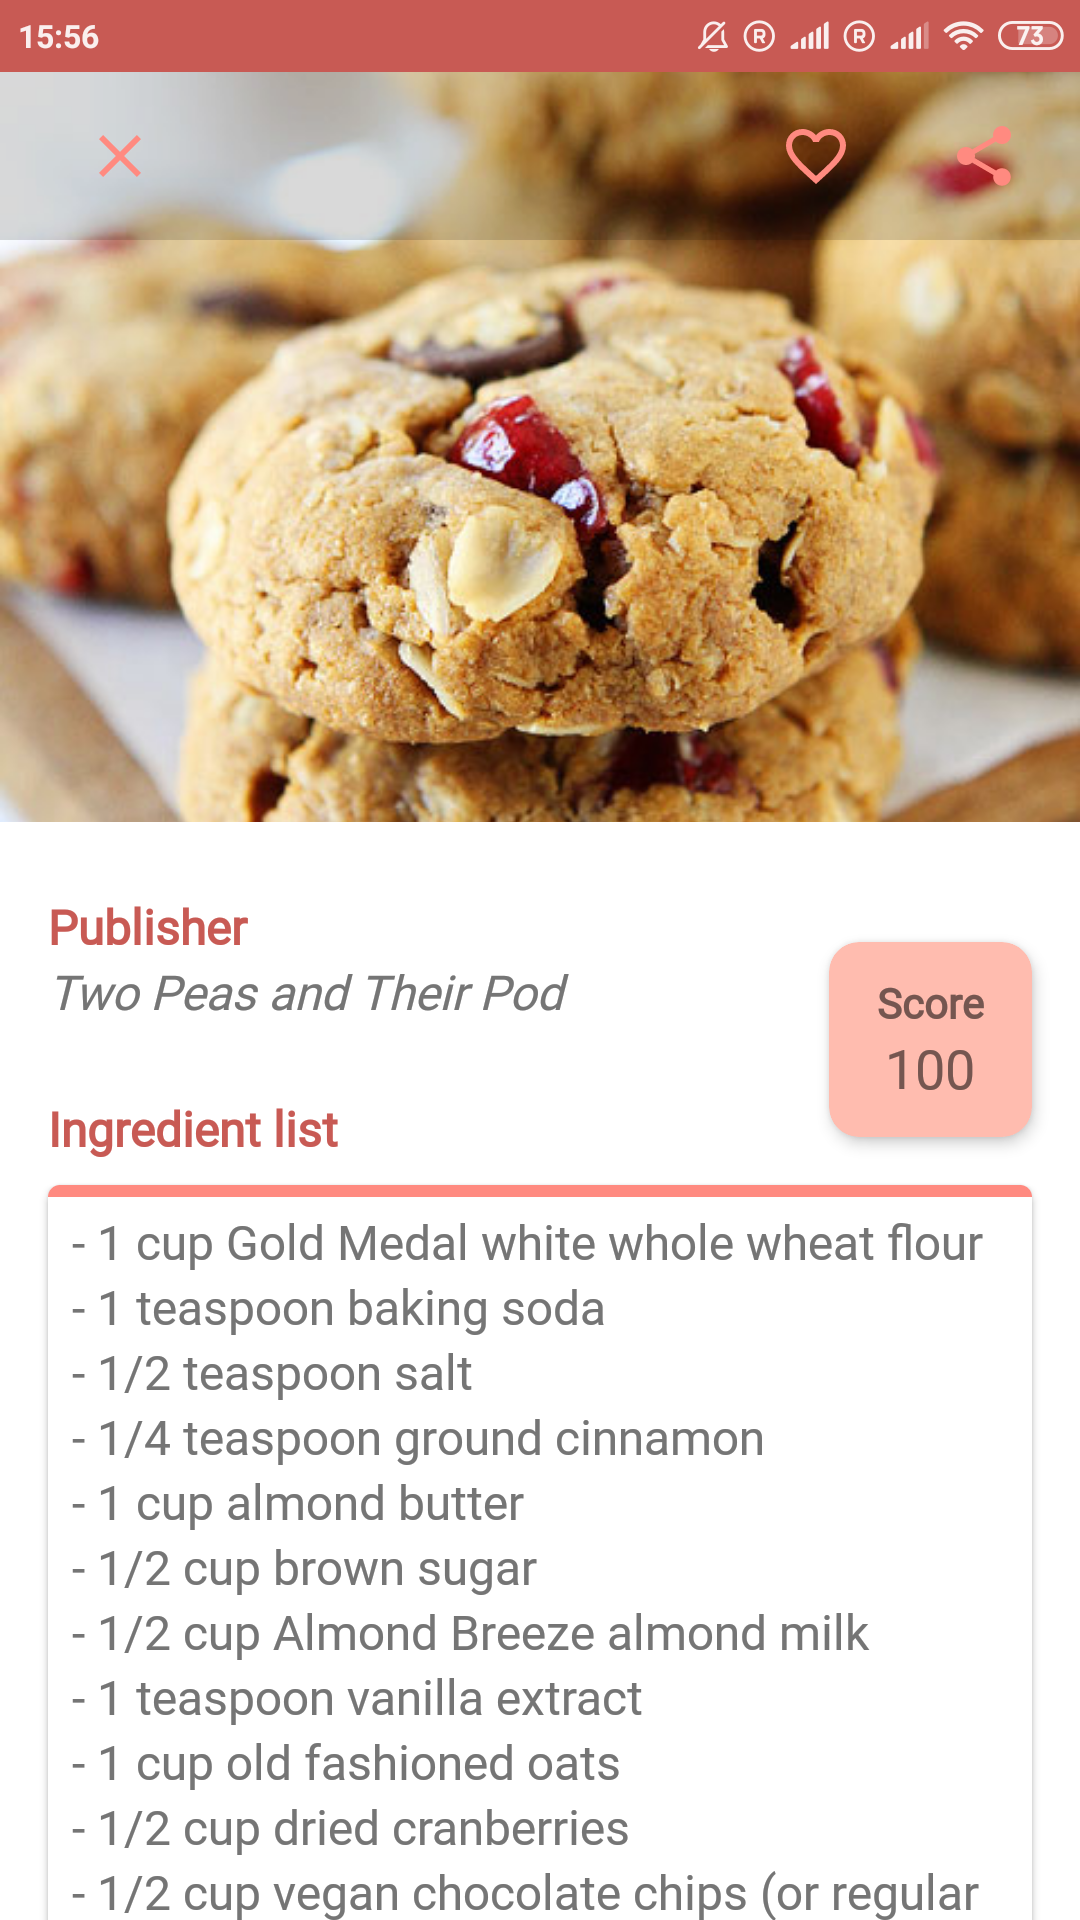 15:56
R
R
73
Publisher
Two Peas and Their Pod
Score
100
Ingredient list
- 1 cup Gold Medal white whole wheat flour
- 1 teaspoon baking soda
- 1/2 teaspoon salt
- 1/4 teaspoon ground cinnamon
- 1 cup almond butter
- 1/2 cup brown sugar
- 1/2 cup Almond Breeze almond milk
- 1 teaspoon vanilla extract
- 1 cup old fashioned oats
- 1/2 cup dried cranberries
- 1/2 cup vegan chocolate chips (or regular